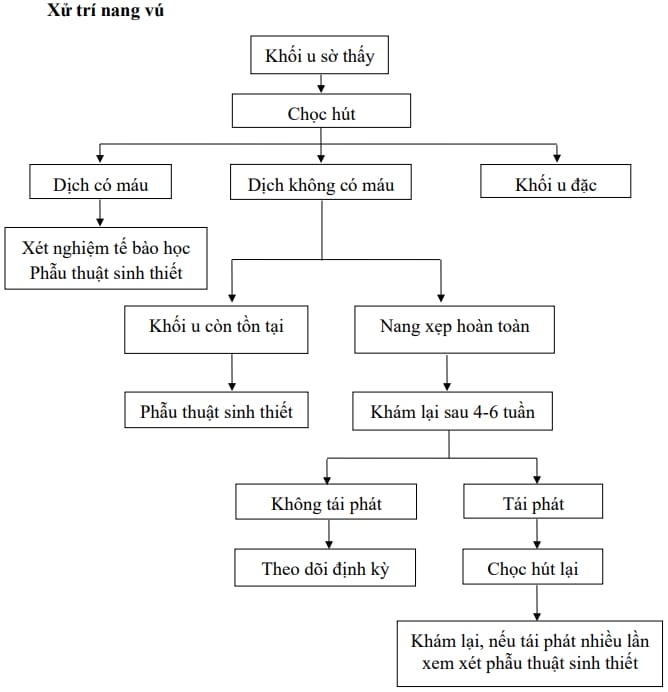 Xử trí nang vú
Khối u sờ thấy
Chọc hút
Dịch có máu
Dịch không có máu
Khối u đặc
Xét nghiệm tế bào học
Phẫu thuật sinh thiết
Khối u còn tồn tại
Nang xẹp hoàn toàn
Phẫu thuật sinh thiết
Khám lại sau 4-6 tuần
Không tái phát
Tái phát
Theo dõi định kỳ
Chọc hút lại
Khám lại, nếu tái phát nhiều lần
xem xét phẫu thuật sinh thiết